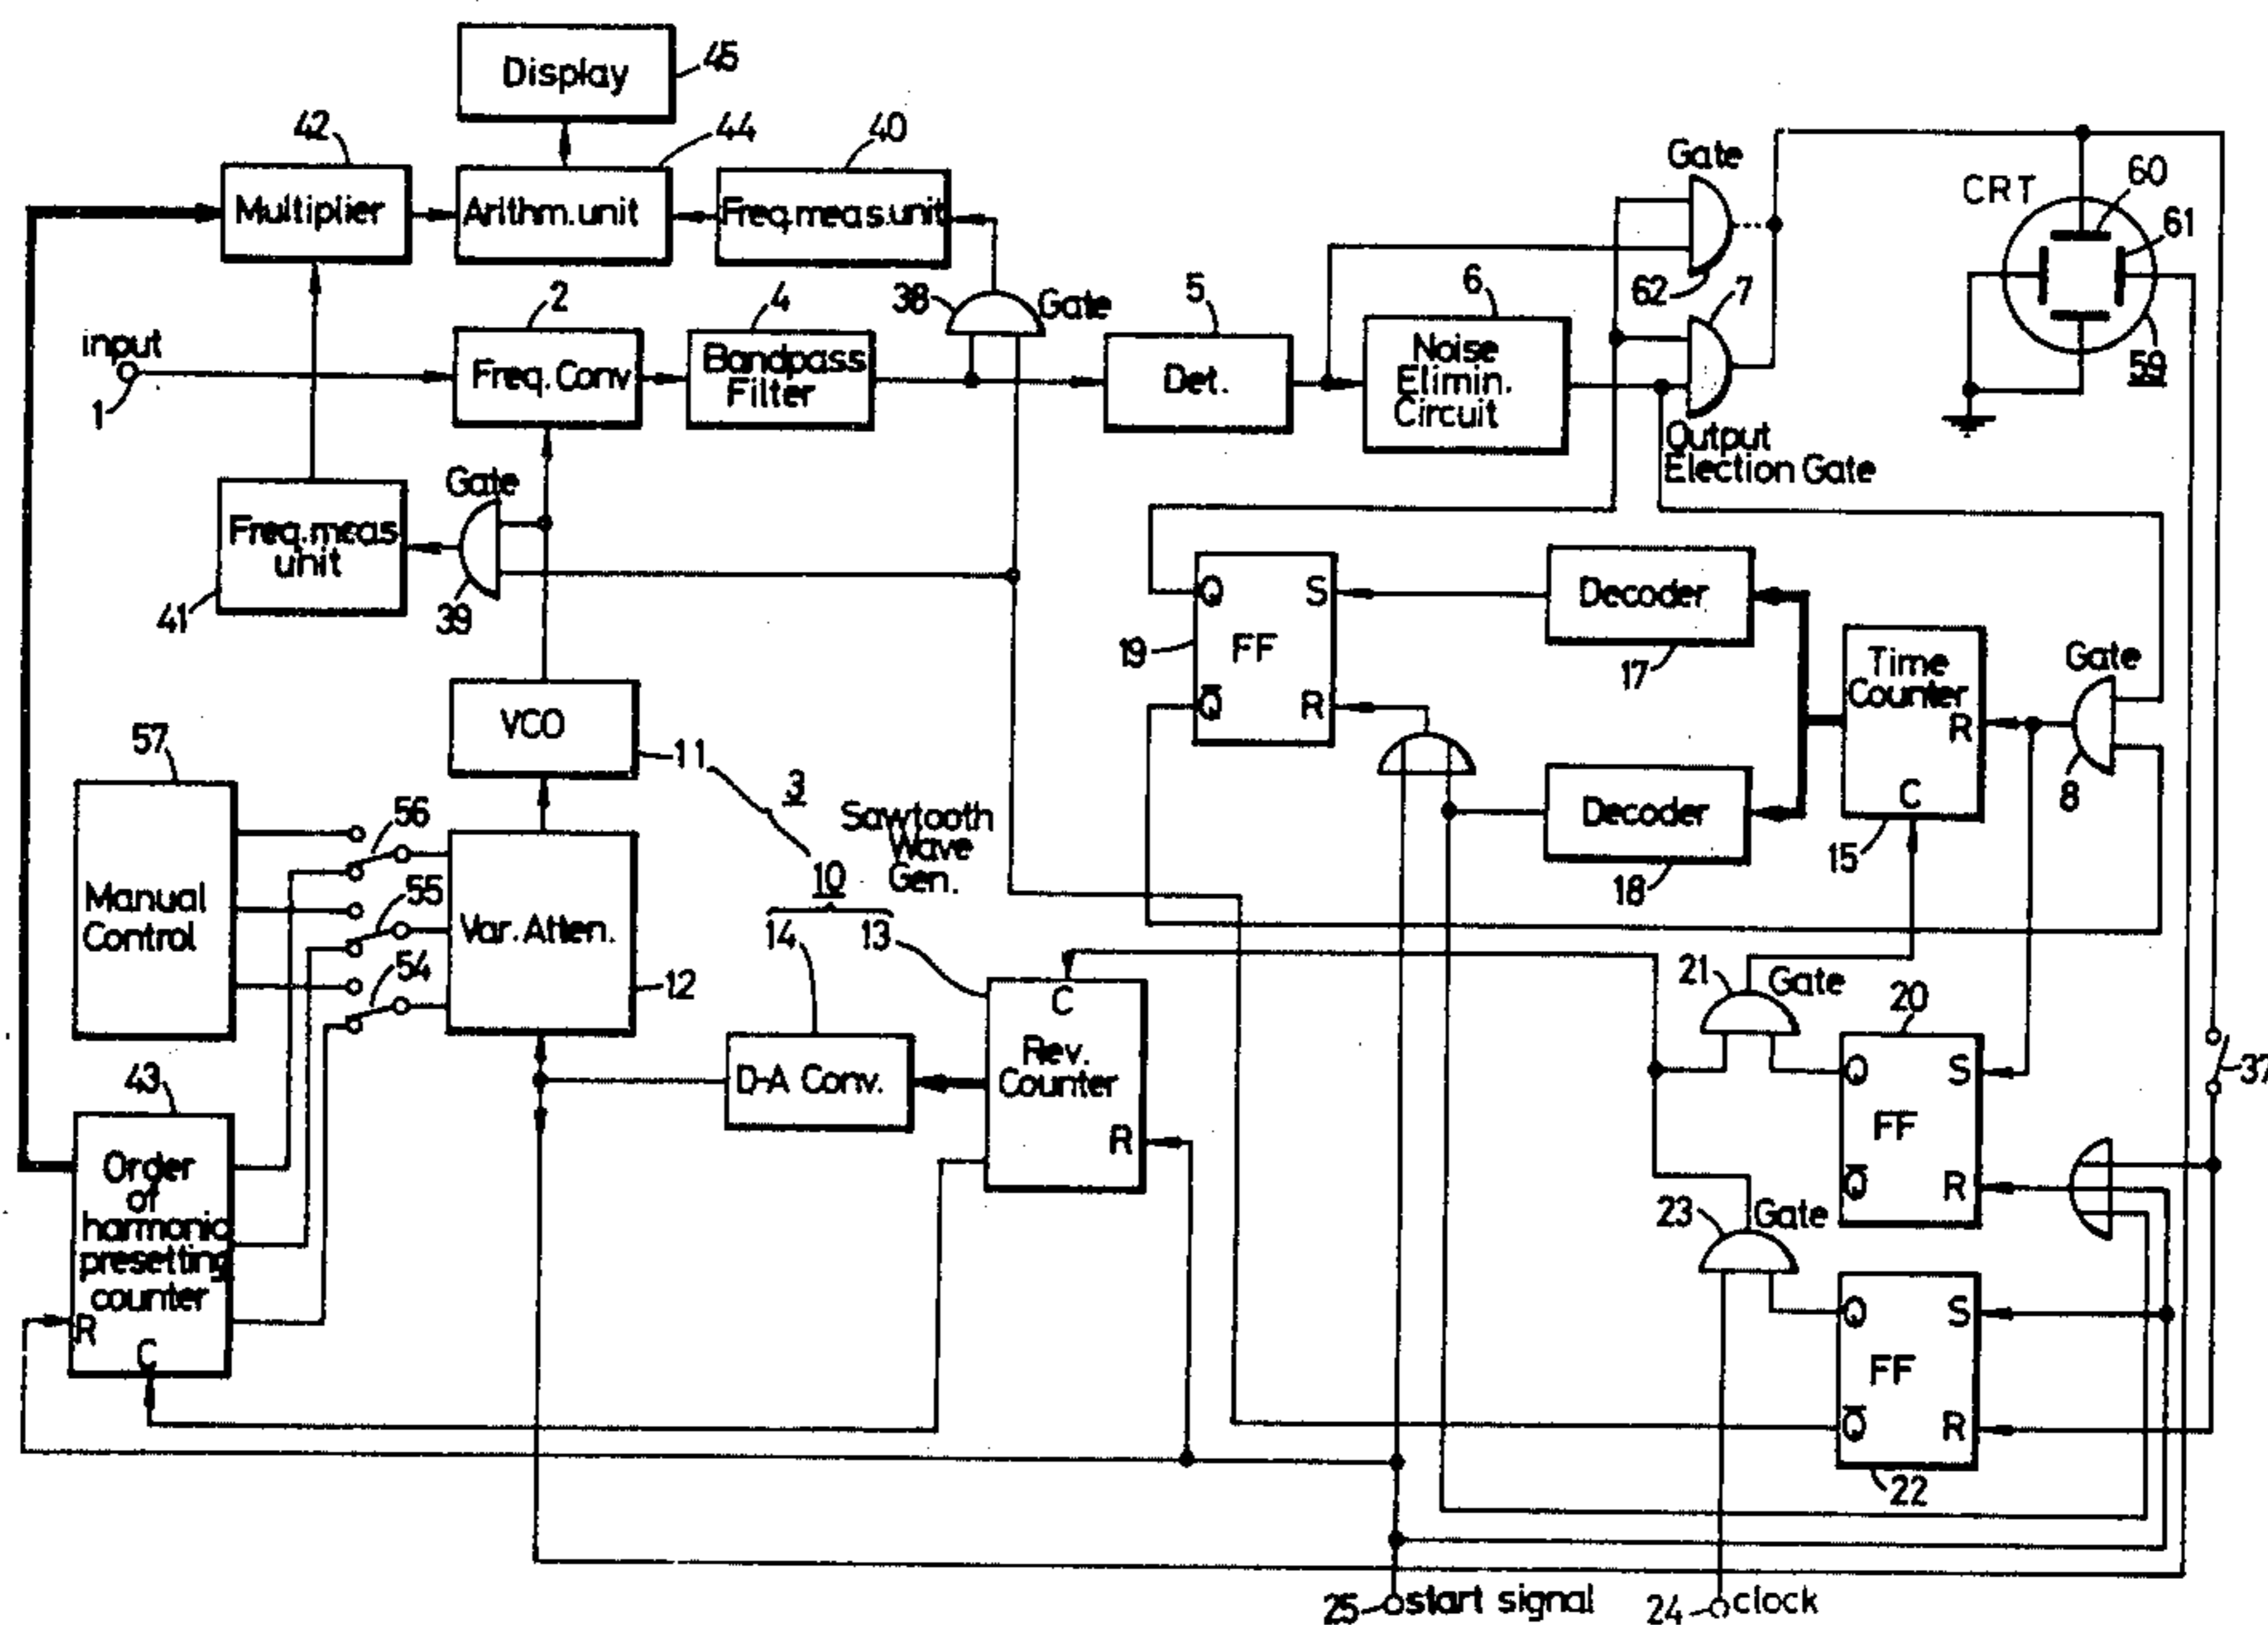 Display
45
42
44
40
Multiplier
Arithm.unit
Freq.meas.unit
Gate
CRT
60
61
59
62
7
input
1
2
Freq. Conv
4
Bandpass
Filter
38
Gate
5
Det.
6
Noise
Elimin.
Circuit
Output
Election Gate
Gate
39
Freq.meas
unit
41
Q
S
FF
Q̅
R
19
Decoder
17
Decoder
18
Time
Counter
R
C
15
Gate
8
VCO
11
3
10
Sawtooth
Wave
Gen.
14
13
57
Manual
Control
56
55
54
Var. Atten.
12
D-A Conv.
C
Rev.
Counter
R
21
Gate
20
Q
S
FF
Q̅
R
37
43
Order
of
harmonic
presetting
counter
R
C
23
Gate
Q
S
FF
Q̅
R
22
25
start signal
24
clock